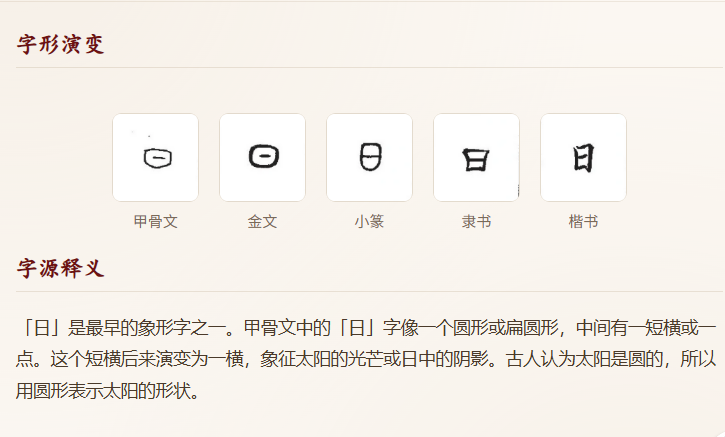 字形演变
甲骨文 金文 小篆 隶书 楷书
字源释义
「日」是最早的象形字之一。甲骨文中的「日」字像一个圆形或扁圆形，中间有一短横或一
点。这个短横后来演变为一横，象征太阳的光芒或日中的阴影。古人认为太阳是圆的，所以
用圆形表示太阳的形状。